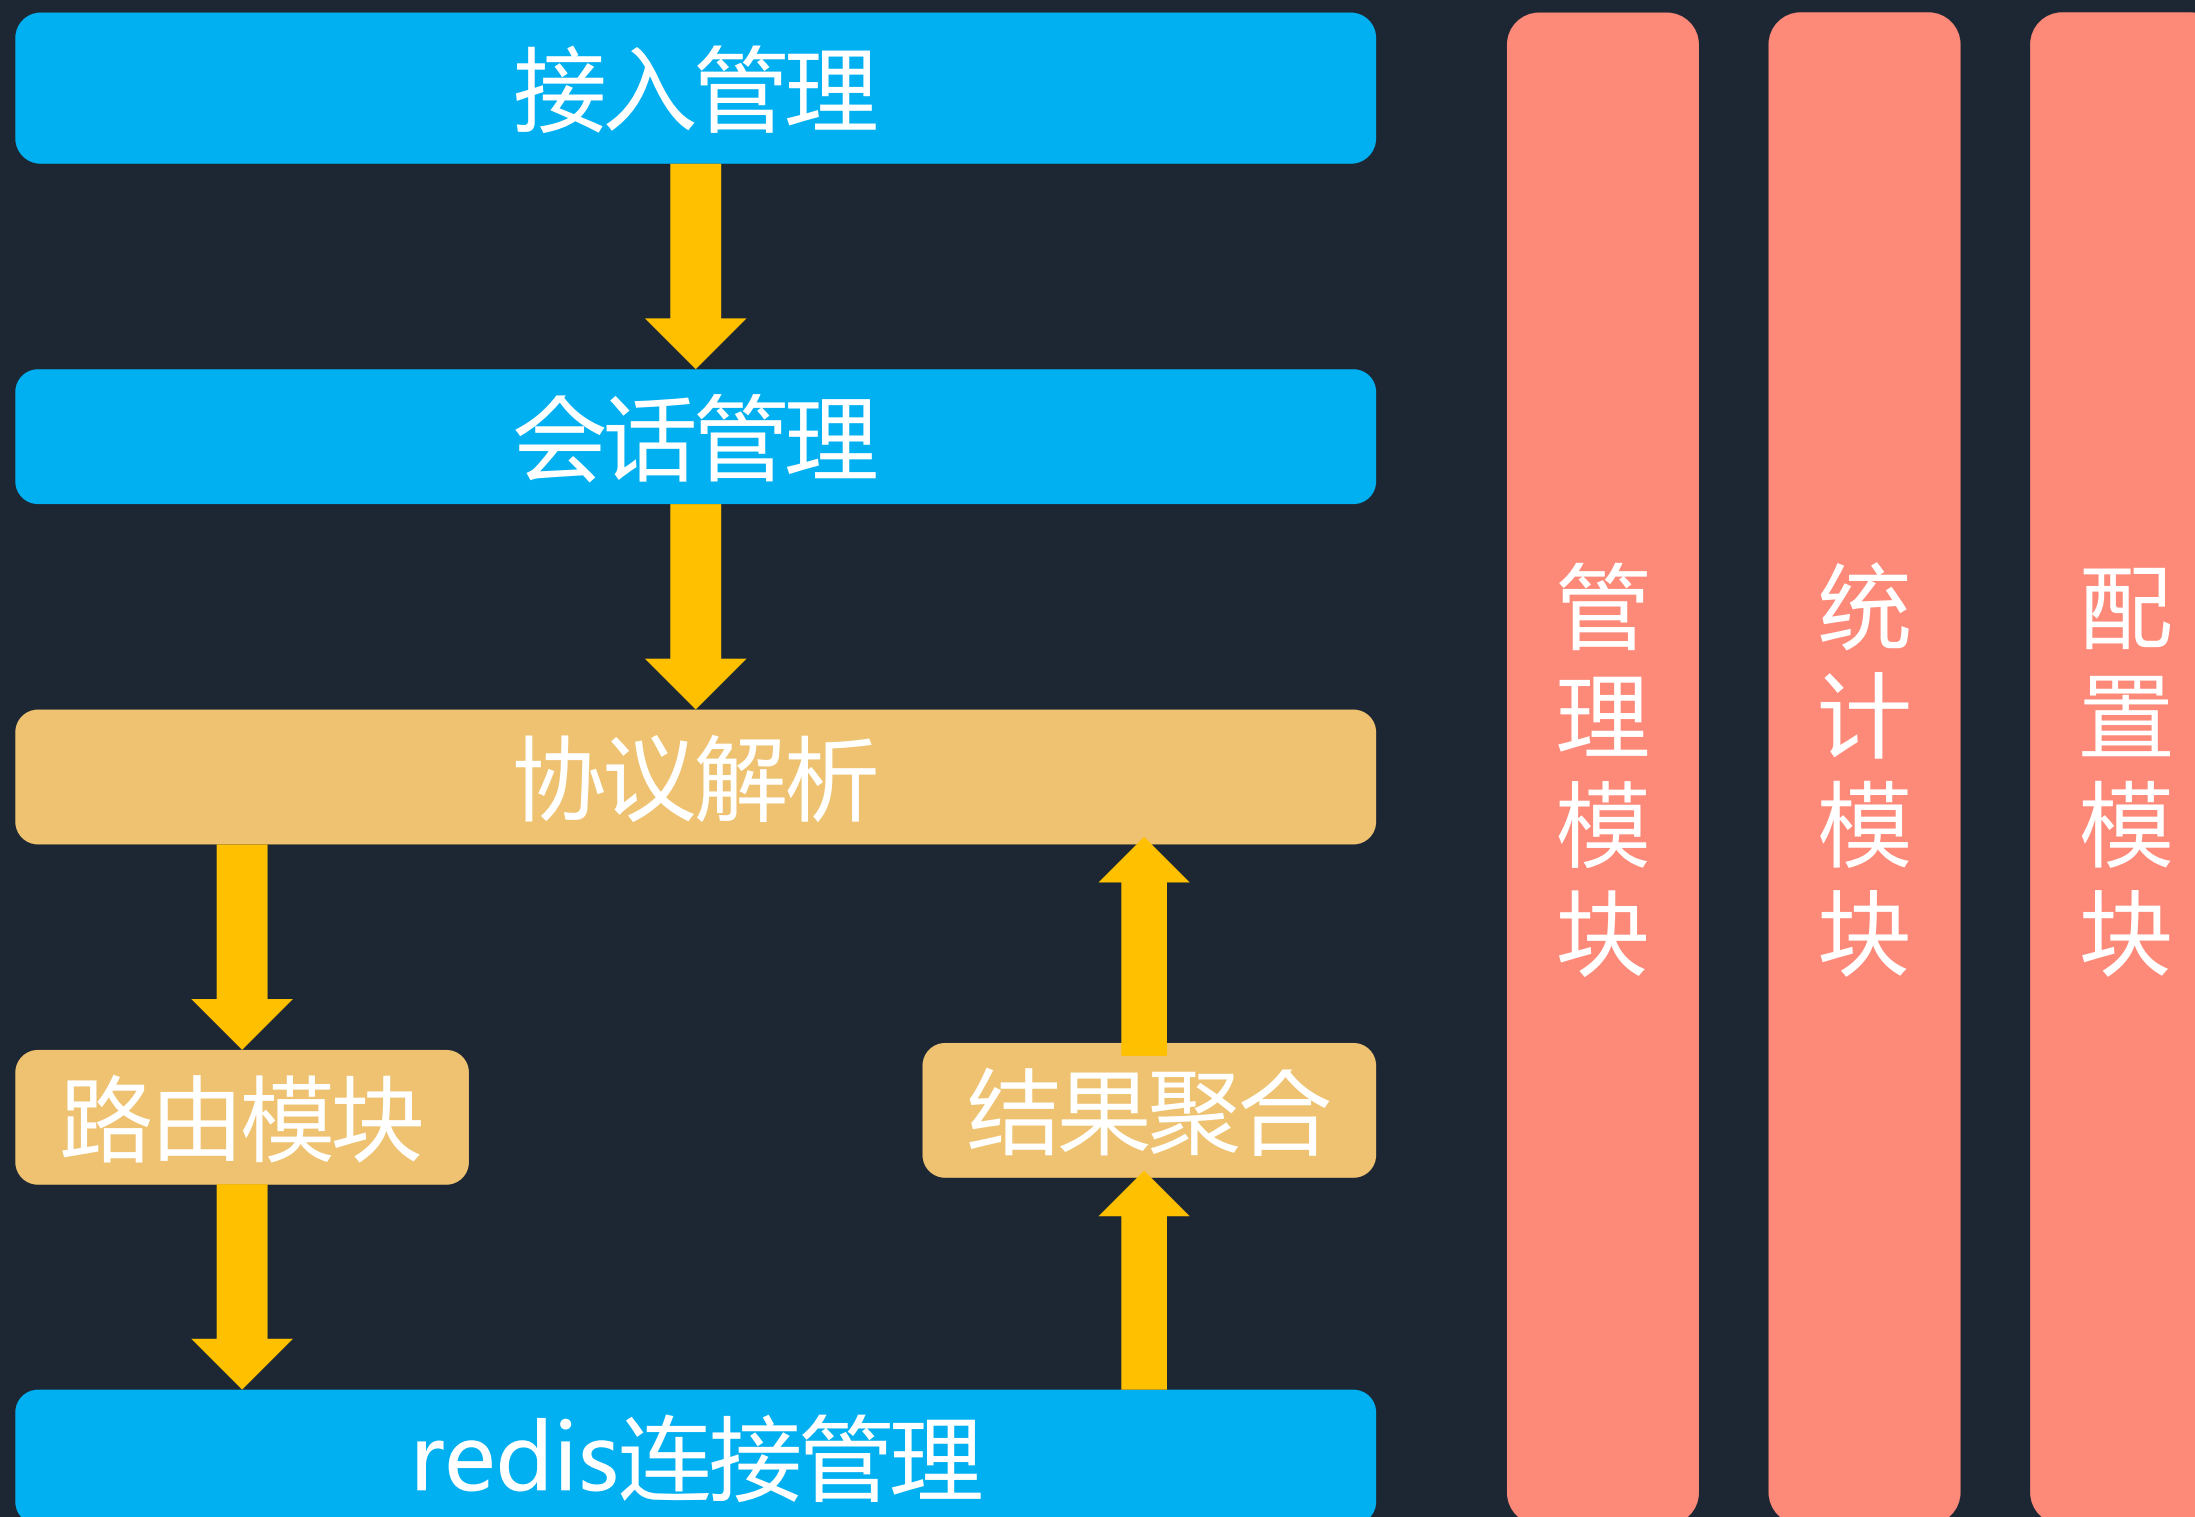 接入管理
会话管理
协议解析
路由模块
结果聚合
redis连接管理
管理模块
统计模块
配置模块